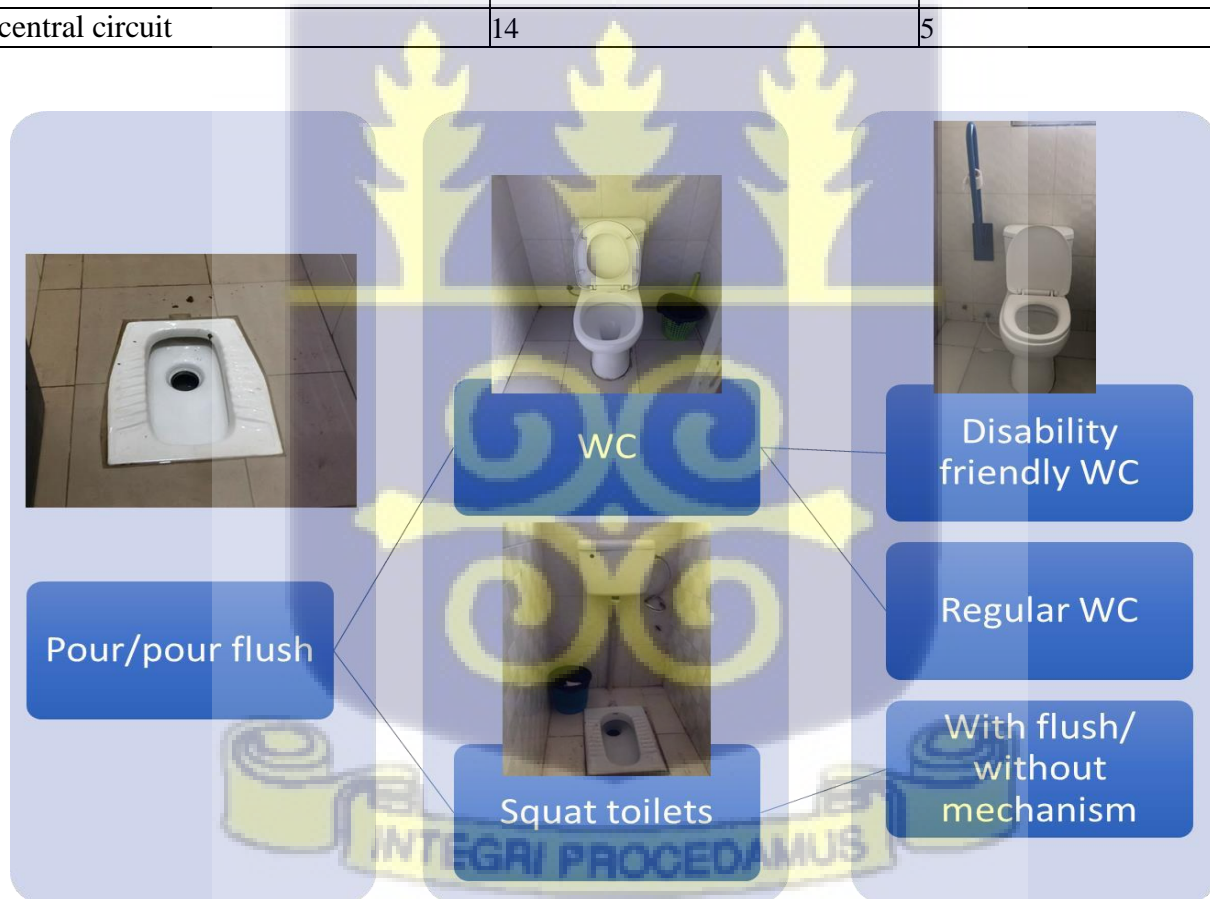 central circuit 14 5
WC
Disability
friendly WC
Pour/pour flush
Regular WC
Squat toilets
With flush/
without
mechanism
INTEGRI PROCEDAMUS